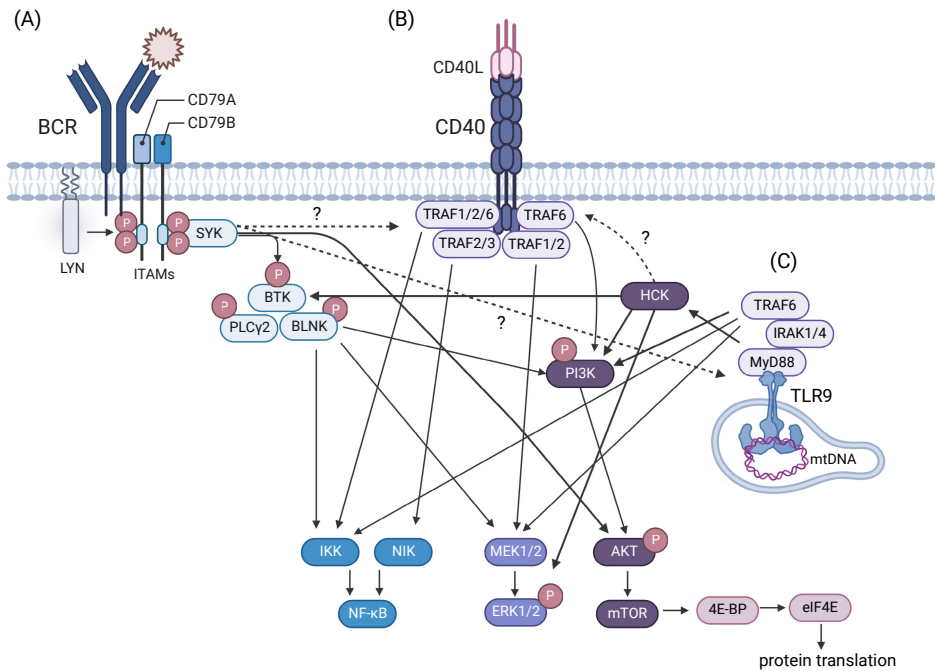 (A)
(B)
CD40L
CD79A
CD79B
BCR
CD40
?
TRAF1/2/6
TRAF6
P
P
P
P
SYK
TRAF2/3
TRAF1/2
?
LYN
ITAMs
(C)
P
BTK
HCK
TRAF6
P
P
PLCγ2
BLNK
?
IRAK1/4
P
PI3K
MyD88
TLR9
mtDNA
IKK
NIK
MEK1/2
AKT
P
NF-κB
ERK1/2
P
mTOR
4E-BP
eIF4E
protein translation